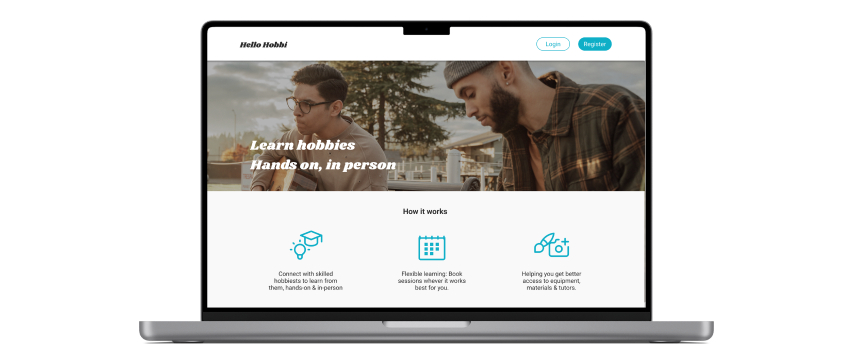 Hello Hobbi
Login
Register
Learn hobbies
Hands on, in person
How it works
Connect with skilled
hobbiests to learn from
them, hands-on & in-person
Flexible learning: Book
sessions whever it works
best for you.
Helping you get better
access to equipment,
materials & tutors.